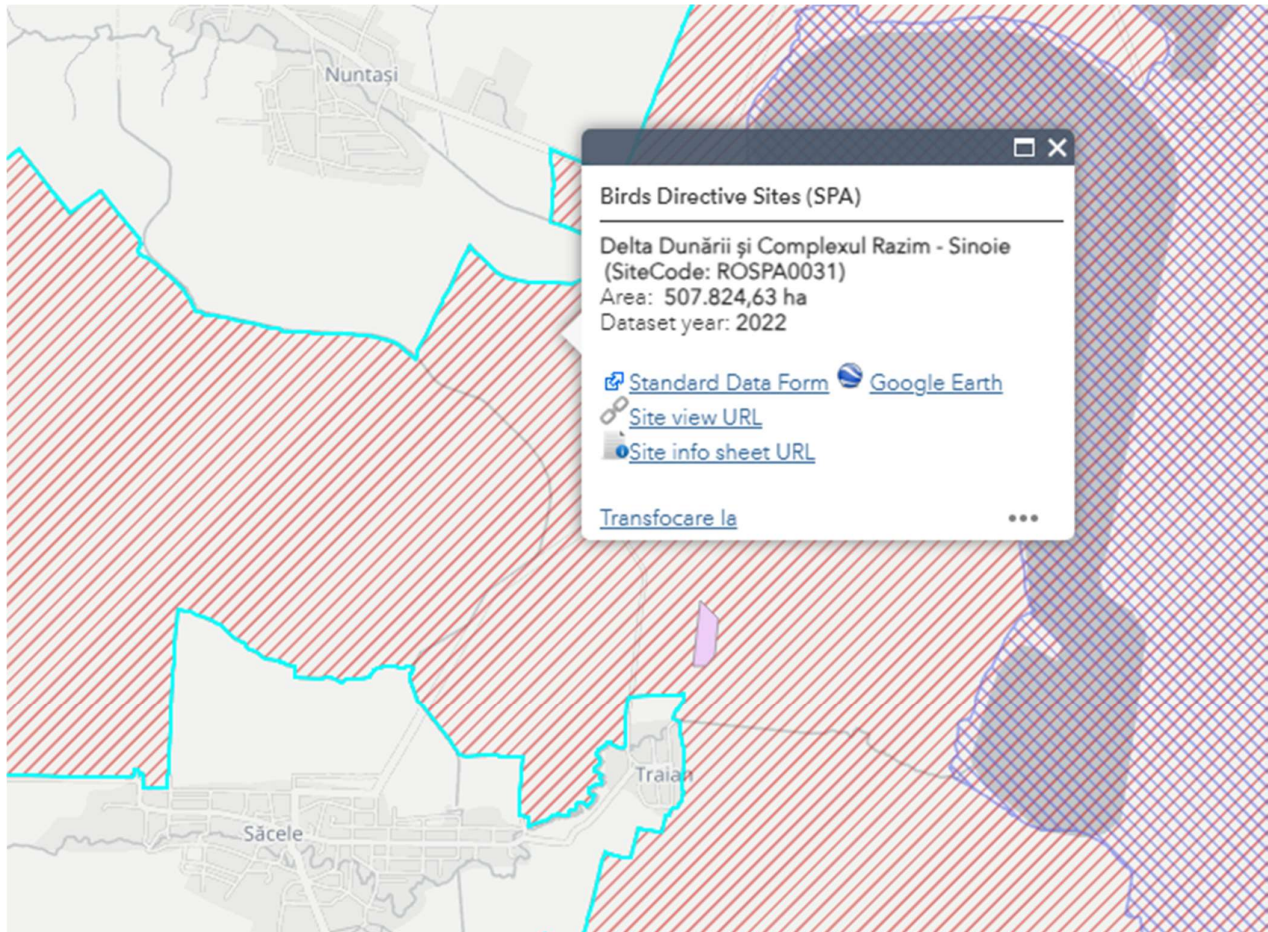 Nuntași
Birds Directive Sites (SPA)
Delta Dunării și Complexul Razim - Sinoie
(SiteCode: ROSPA0031)
Area: 507.824,63 ha
Dataset year: 2022
Standard Data Form Google Earth
Site view URL
Site info sheet URL
Transfocare la
Traian
Săcele